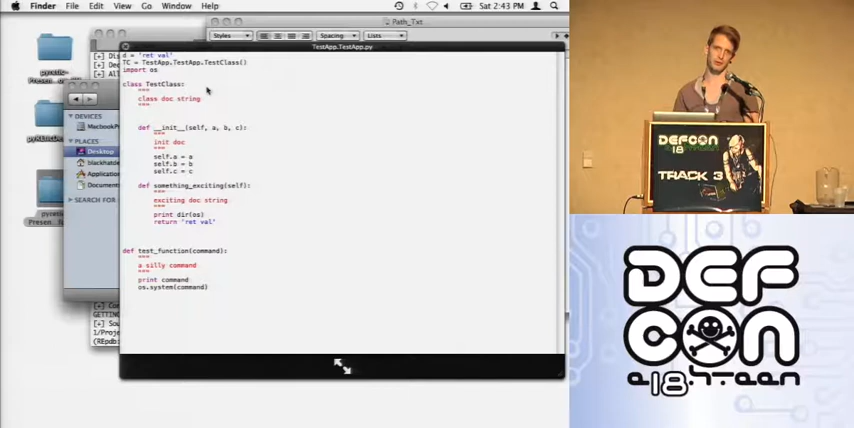 Finder File Edit View Go Window Help
Sat 2:43 PM
Path_Txt
Styles Spacing Lists
TestApp.TestApp.py
d = 'ret val'
TC = TestApp.TestApp.TestClass()
import os
class TestClass:
"""
class doc string
"""
def __init__(self, a, b, c):
"""
init doc
"""
self.a = a
self.b = b
self.c = c
def something_exciting(self):
"""
exciting doc string
"""
print dir(os)
return 'ret val'
def test_function(command):
"""
a silly command
"""
print command
os.system(command)
DEVICES
PLACES
Desktop
SEARCH FOR
DEFCON
18
TRACK 3
DEF
CON